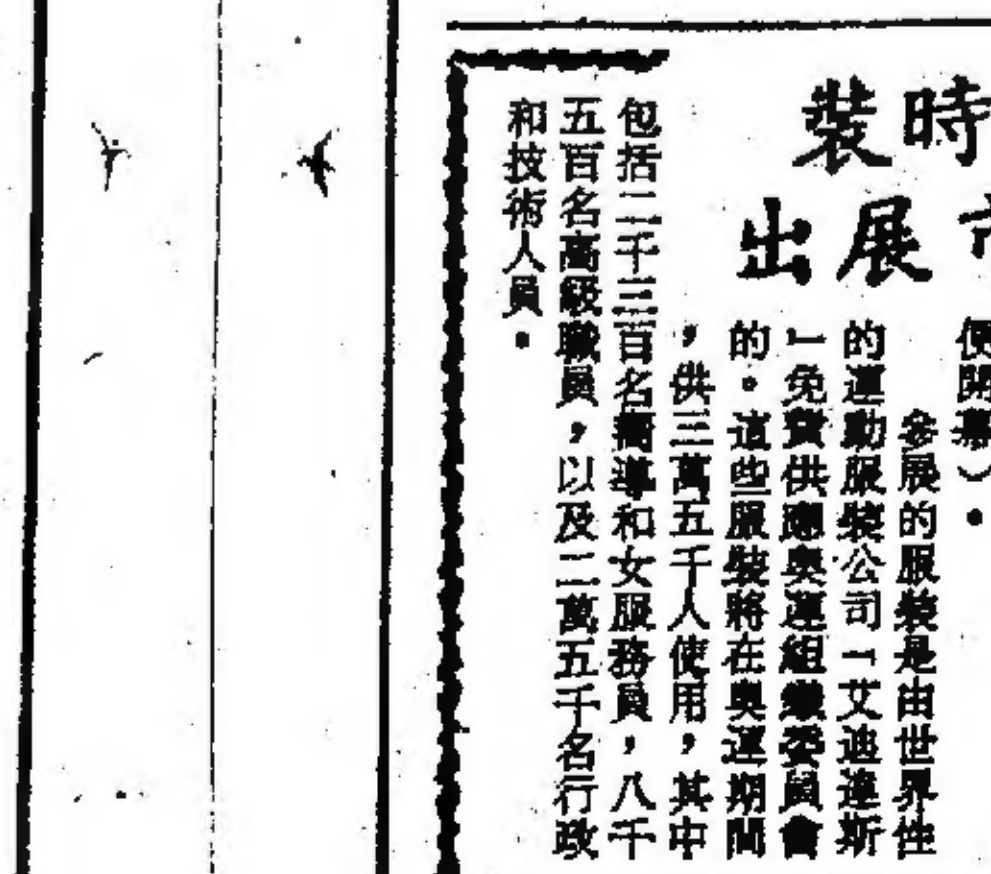 時裝
展出
便開幕）。
參展的服裝是由世界性
的運動服裝公司「艾迪達斯
」免費供應奧運組織委員會
的。這些服裝將在奧運期間
，供三萬五千人使用，其中
包括二千三百名嚮導和女服務員，八千
五百名高級職員，以及二萬五千名行政
和技術人員。